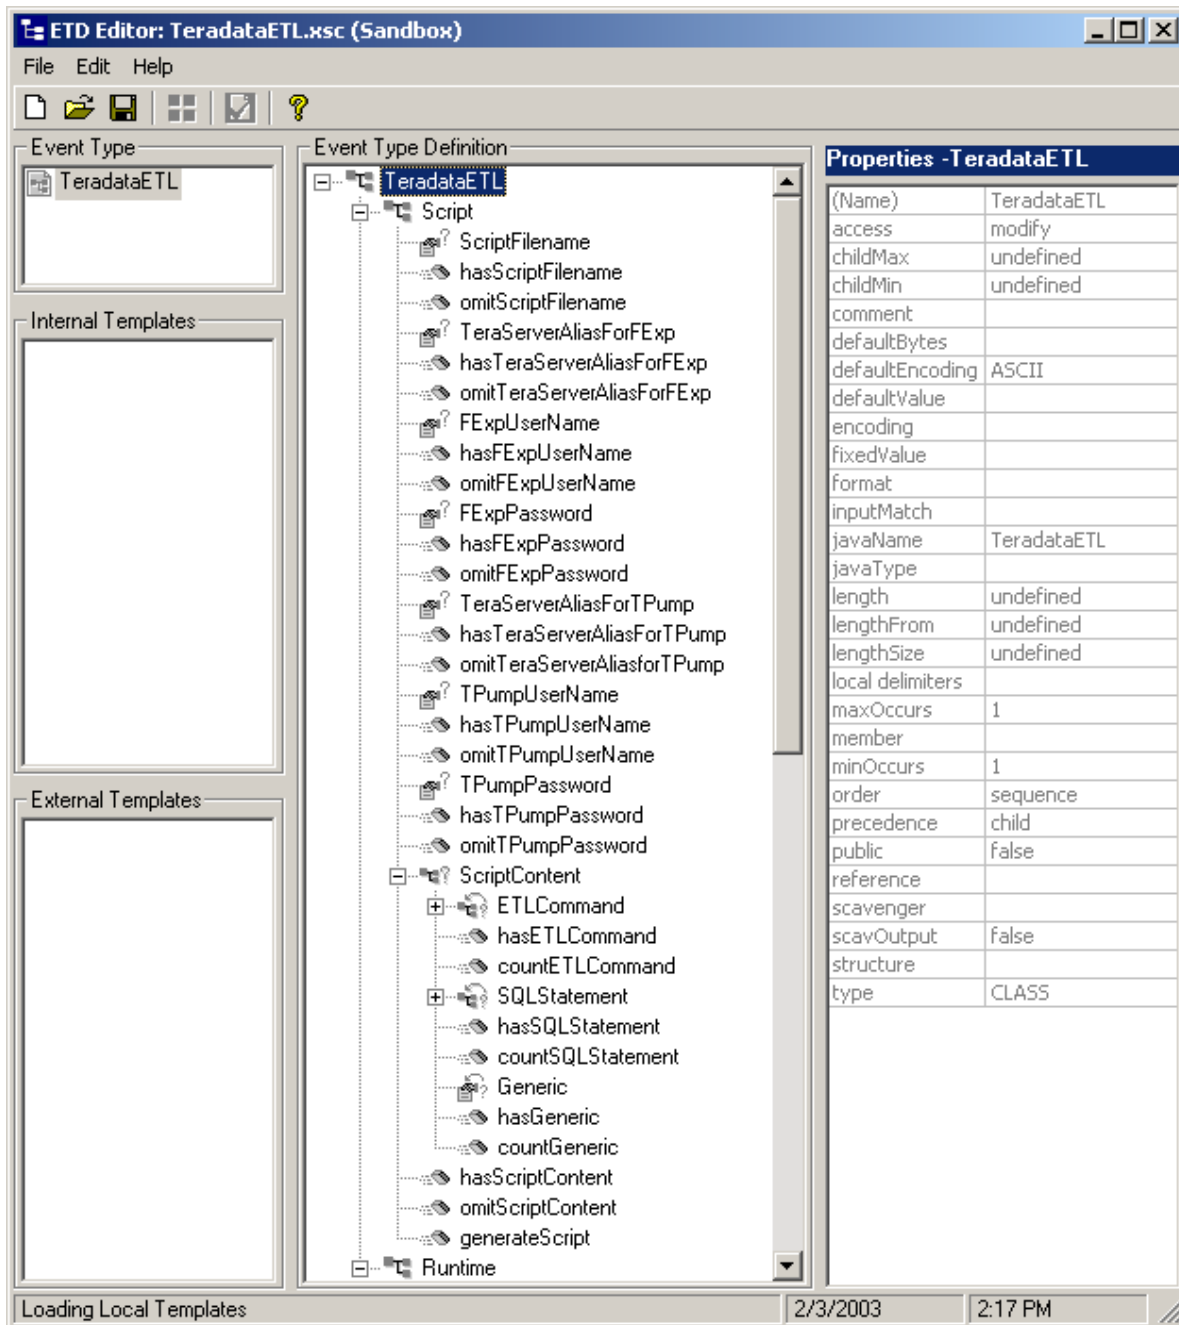 ETD Editor: TeradataETL.xsc (Sandbox)
File Edit Help
Event Type
TeradataETL
Internal Templates
External Templates
Event Type Definition
TeradataETL
Script
ScriptFilename
hasScriptFilename
omitScriptFilename
TeraServerAliasForFExp
hasTeraServerAliasForFExp
omitTeraServerAliasForFExp
FExpUserName
hasFExpUserName
omitFExpUserName
FExpPassword
hasFExpPassword
omitFExpPassword
TeraServerAliasForTPump
hasTeraServerAliasForTPump
omitTeraServerAliasforTPump
TPumpUserName
hasTPumpUserName
omitTPumpUserName
TPumpPassword
hasTPumpPassword
omitTPumpPassword
ScriptContent
ETLCommand
hasETLCommand
countETLCommand
SQLStatement
hasSQLStatement
countSQLStatement
Generic
hasGeneric
countGeneric
hasScriptContent
omitScriptContent
generateScript
Runtime
Properties -TeradataETL
(Name) TeradataETL
access modify
childMax undefined
childMin undefined
comment
defaultBytes
defaultEncoding ASCII
defaultValue
encoding
fixedValue
format
inputMatch
javaName TeradataETL
javaType
length undefined
lengthFrom undefined
lengthSize undefined
local delimiters
maxOccurs 1
member
minOccurs 1
order sequence
precedence child
public false
reference
scavenger
scavOutput false
structure
type CLASS
Loading Local Templates 2/3/2003 2:17 PM